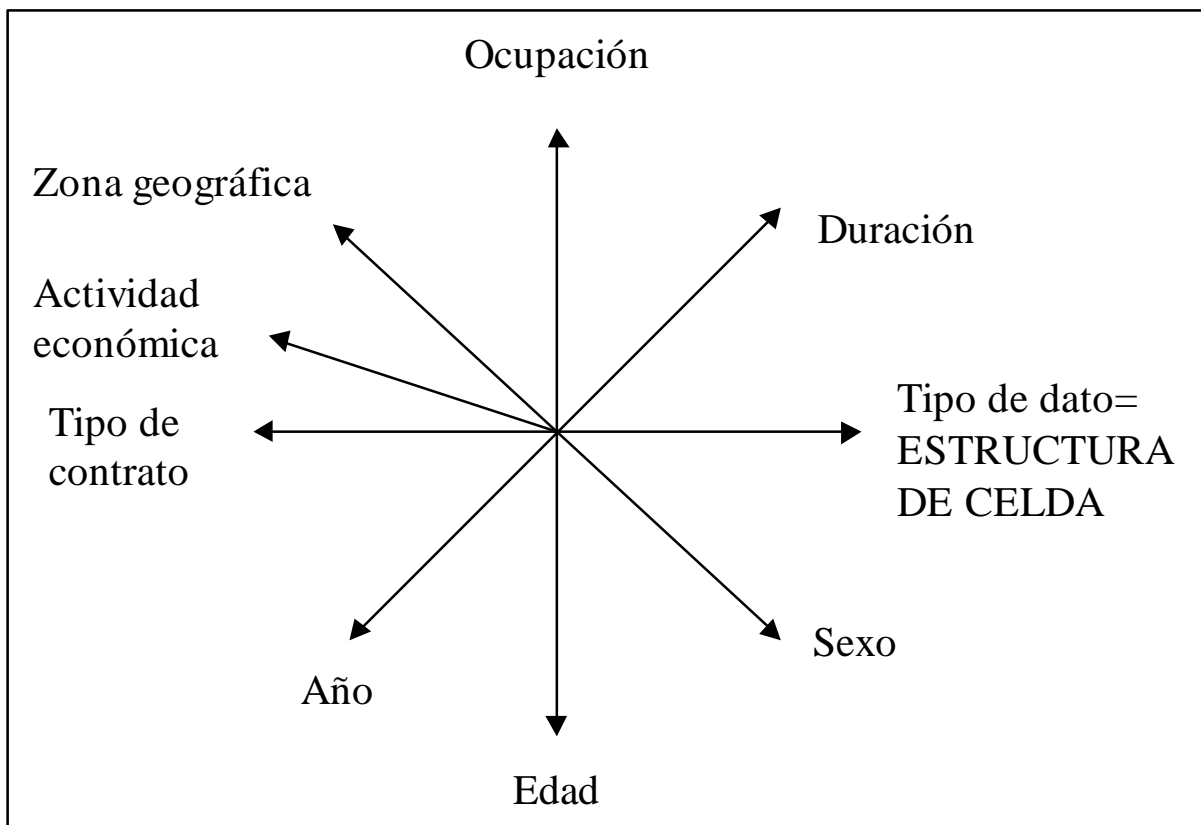 Ocupación
Zona geográfica
Duración
Actividad
económica
Tipo de
contrato
Tipo de dato=
ESTRUCTURA
DE CELDA
Sexo
Año
Edad